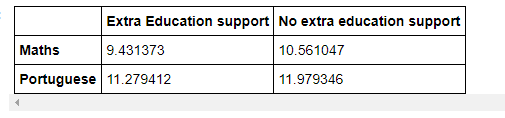 Extra Education support No extra education support
Maths 9.431373 10.561047
Portuguese 11.279412 11.979346